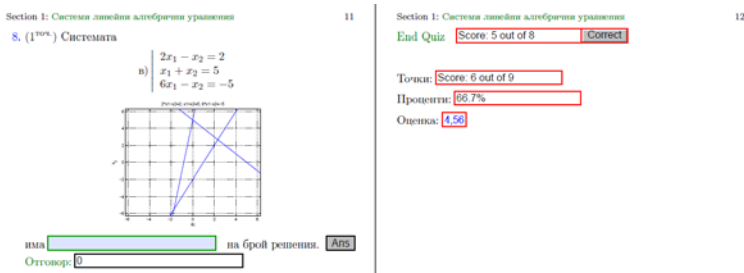 Section 1: Системи линейни алгебрични уравнения 11
8. (1точ.) Системата
в) 2x₁ − x₂ = 2
x₁ + x₂ = 5
6x₁ − x₂ = −5
има на брой решения. Ans
Отговор: 0
Section 1: Системи линейни алгебрични уравнения 12
End Quiz Score: 5 out of 8 Correct
Точки: Score: 6 out of 9
Проценти: 66.7%
Оценка: 4,56